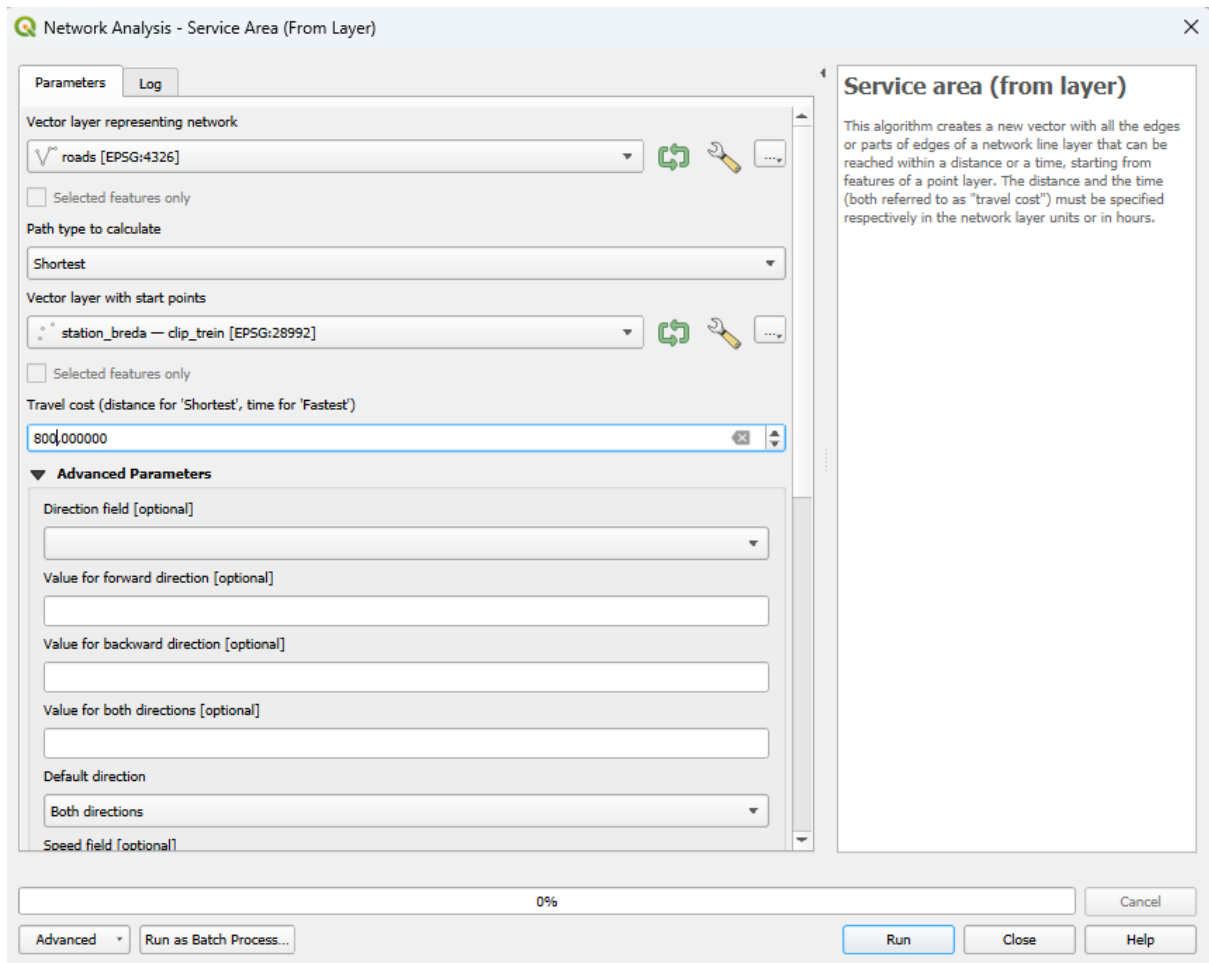 Network Analysis - Service Area (From Layer)
Parameters
Log
Vector layer representing network
roads [EPSG:4326]
...
Selected features only
Path type to calculate
Shortest
Vector layer with start points
station_breda — clip_trein [EPSG:28992]
...
Selected features only
Travel cost (distance for 'Shortest', time for 'Fastest')
800,000000
Advanced Parameters
Direction field [optional]
Value for forward direction [optional]
Value for backward direction [optional]
Value for both directions [optional]
Default direction
Both directions
Speed field [optional]
Service area (from layer)
This algorithm creates a new vector with all the edges
or parts of edges of a network line layer that can be
reached within a distance or a time, starting from
features of a point layer. The distance and the time
(both referred to as "travel cost") must be specified
respectively in the network layer units or in hours.
0%
Cancel
Advanced
Run as Batch Process...
Run
Close
Help